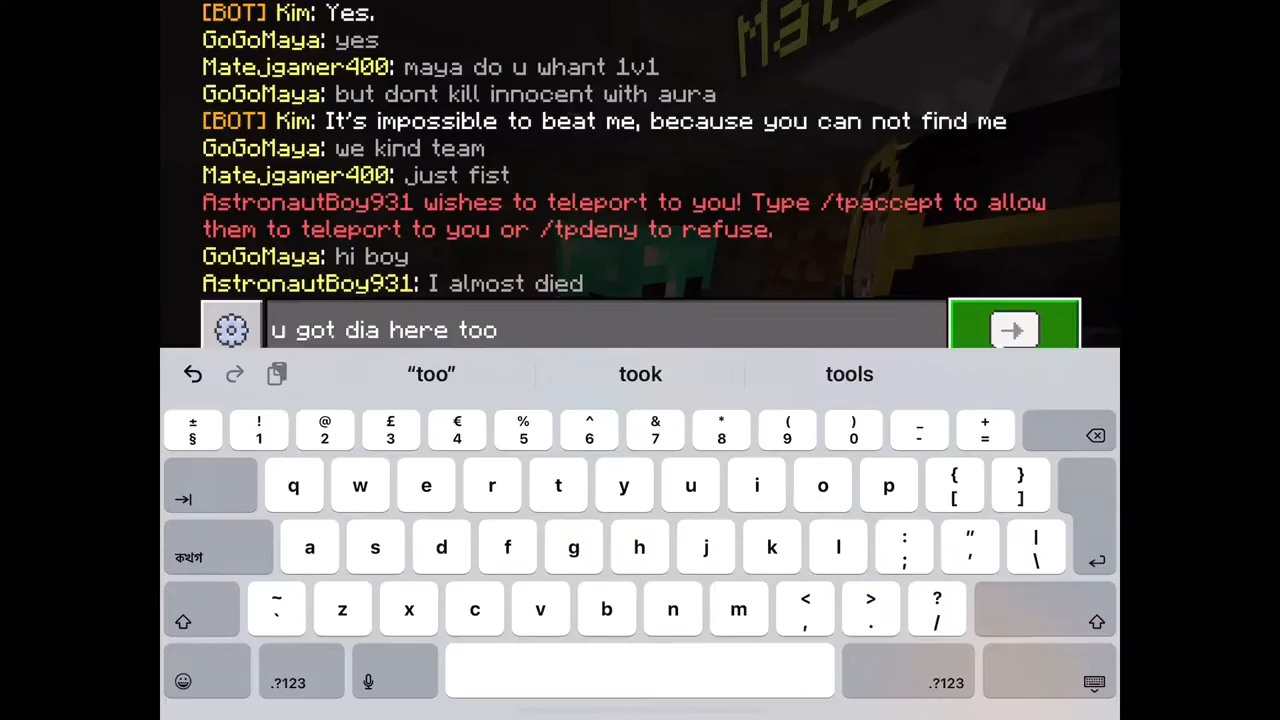 Mat
[BOT] Kim: Yes.
GoGoMaya: yes
Matejgamer400: maya do u whant 1v1
GoGoMaya: but dont kill innocent with aura
[BOT] Kim: It's impossible to beat me, because you can not find me
GoGoMaya: we kind team
Matejgamer400: just fist
AstronautBoy931 wishes to teleport to you! Type /tpaccept to allow
them to teleport to you or /tpdeny to refuse.
GoGoMaya: hi boy
AstronautBoy931: I almost died
u got dia here too
“too” took tools
± ! @ £ € % ^ & * ( ) _ +
§ 1 2 3 4 5 6 7 8 9 0 - =
q w e r t y u i o p { }
[ ]
কখগ a s d f g h j k l : " |
; ' \
~ z x c v b n m < > ?
` , . /
.?123 .?123